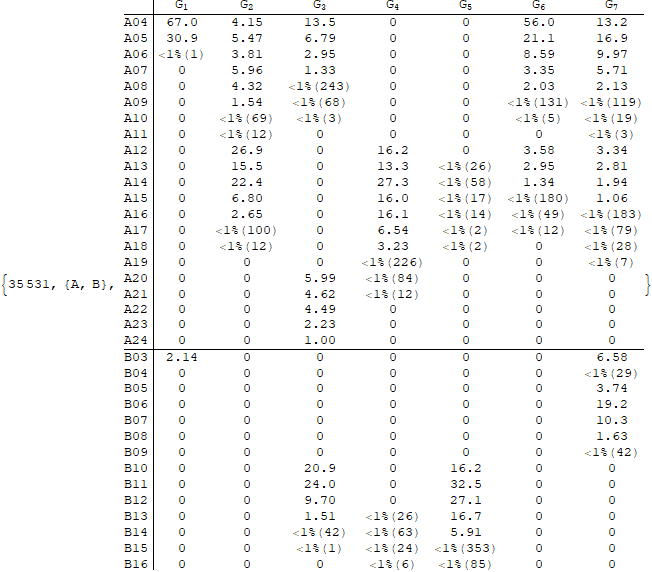 G1 G2 G3 G4 G5 G6 G7
A04 67.0 4.15 13.5 0 0 56.0 13.2
A05 30.9 5.47 6.79 0 0 21.1 16.9
A06 <1%(1) 3.81 2.95 0 0 8.59 9.97
A07 0 5.96 1.33 0 0 3.35 5.71
A08 0 4.32 <1%(243) 0 0 2.03 2.13
A09 0 1.54 <1%(68) 0 0 <1%(131) <1%(119)
A10 0 <1%(69) <1%(3) 0 0 <1%(5) <1%(19)
A11 0 <1%(12) 0 0 0 0 <1%(3)
A12 0 26.9 0 16.2 0 3.58 3.34
A13 0 15.5 0 13.3 <1%(26) 2.95 2.81
A14 0 22.4 0 27.3 <1%(58) 1.34 1.94
A15 0 6.80 0 16.0 <1%(17) <1%(180) 1.06
A16 0 2.65 0 16.1 <1%(14) <1%(49) <1%(183)
A17 0 <1%(100) 0 6.54 <1%(2) <1%(12) <1%(79)
A18 0 <1%(12) 0 3.23 <1%(2) 0 <1%(28)
A19 0 0 0 <1%(226) 0 0 <1%(7)
{35531, {A, B}, A20 0 0 5.99 <1%(84) 0 0 0 }
A21 0 0 4.62 <1%(12) 0 0 0
A22 0 0 4.49 0 0 0 0
A23 0 0 2.23 0 0 0 0
A24 0 0 1.00 0 0 0 0
B03 2.14 0 0 0 0 0 6.58
B04 0 0 0 0 0 0 <1%(29)
B05 0 0 0 0 0 0 3.74
B06 0 0 0 0 0 0 19.2
B07 0 0 0 0 0 0 10.3
B08 0 0 0 0 0 0 1.63
B09 0 0 0 0 0 0 <1%(42)
B10 0 0 20.9 0 16.2 0 0
B11 0 0 24.0 0 32.5 0 0
B12 0 0 9.70 0 27.1 0 0
B13 0 0 1.51 <1%(26) 16.7 0 0
B14 0 0 <1%(42) <1%(63) 5.91 0 0
B15 0 0 <1%(1) <1%(24) <1%(353) 0 0
B16 0 0 0 <1%(6) <1%(85) 0 0